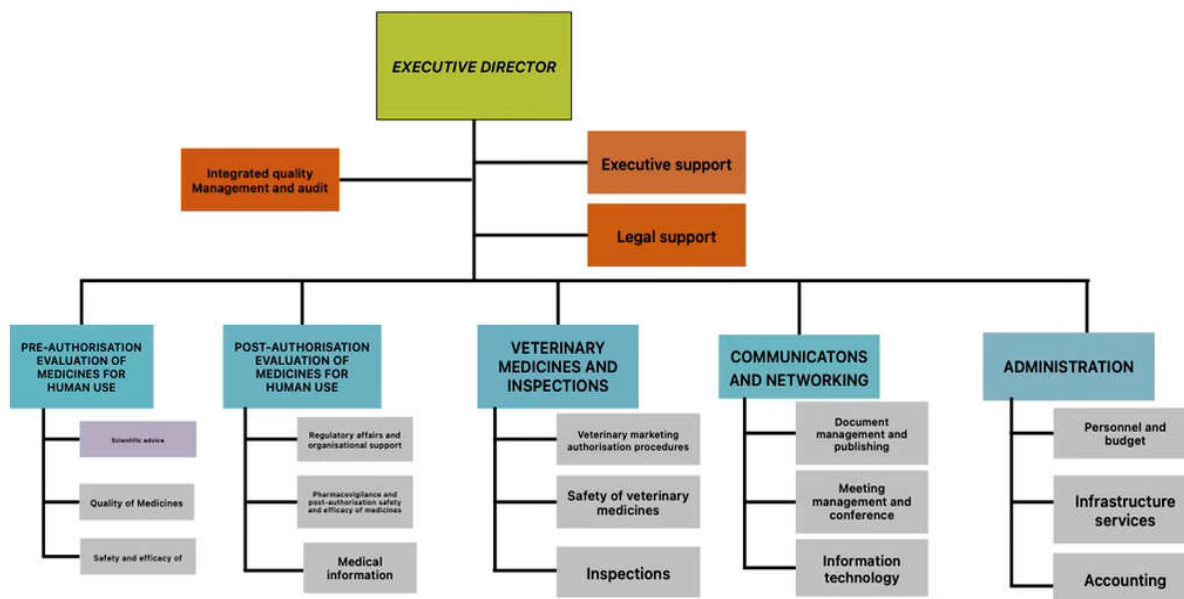 EXECUTIVE DIRECTOR
Integrated quality
Management and audit
Executive support
Legal support
PRE-AUTHORISATION
EVALUATION OF
MEDICINES FOR
HUMAN USE
POST-AUTHORISATION
EVALUATION OF
MEDICINES FOR
HUMAN USE
VETERINARY
MEDICINES AND
INSPECTIONS
COMMUNICATONS
AND NETWORKING
ADMINISTRATION
Scientific advice
Quality of Medicines
Safety and efficacy of
Regulatory affairs and
organisational support
Pharmacovigilance and
post-authorisation safety
and efficacy of medicines
Medical
information
Veterinary marketing
authorisation procedures
Safety of veterinary
medicines
Inspections
Document
management and
publishing
Meeting
management and
conference
Information
technology
Personnel and
budget
Infrastructure
services
Accounting